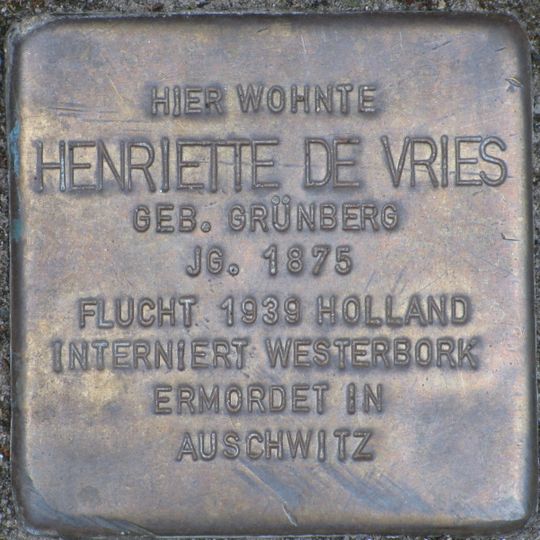 HIER WOHNTE
HENRIETTE DE VRIES
GEB. GRÜNBERG
JG. 1875
FLUCHT 1939 HOLLAND
INTERNIERT WESTERBORK
ERMORDET IN
AUSCHWITZ